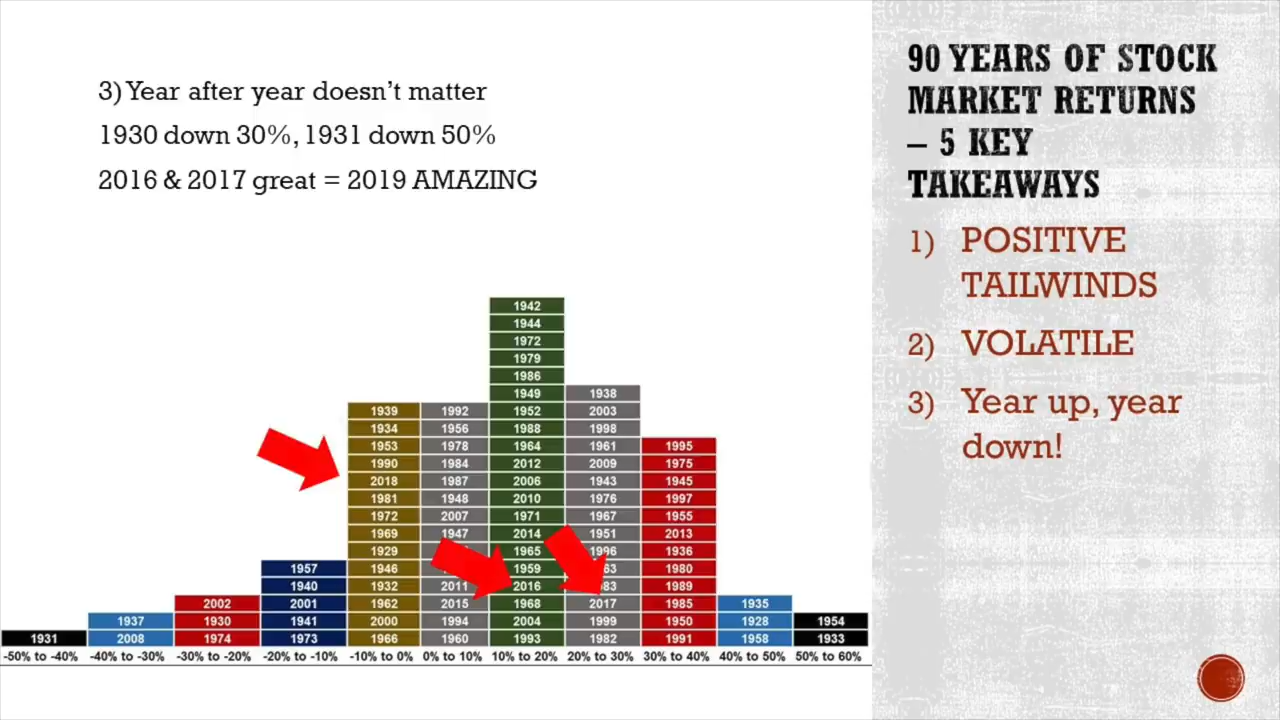 3) Year after year doesn't matter
1930 down 30%, 1931 down 50%
2016 & 2017 great = 2019 AMAZING
90 YEARS OF STOCK
MARKET RETURNS
– 5 KEY
TAKEAWAYS
1) POSITIVE
TAILWINDS
2) VOLATILE
3) Year up, year
down!
1942
1944
1972
1979
1986
1949 1938
1939 1992 1952 2003
1934 1956 1988 1998
1953 1978 1964 1961 1995
1990 1984 2012 2009 1975
2018 1987 2006 1943 1945
1981 1948 2010 1976 1997
1972 2007 1971 1967 1955
1969 1947 2014 1951 2013
1929 1965 1936
1957 1946 1959 1980
1940 1932 2011 2016 1989
2002 2001 1962 2015 1968 2017 1985 1935
1937 1930 1941 2000 1994 2004 1999 1950 1928 1954
1931 2008 1974 1973 1966 1960 1993 1982 1991 1958 1933
-50% to -40% -40% to -30% -30% to -20% -20% to -10% -10% to 0% 0% to 10% 10% to 20% 20% to 30% 30% to 40% 40% to 50% 50% to 60%